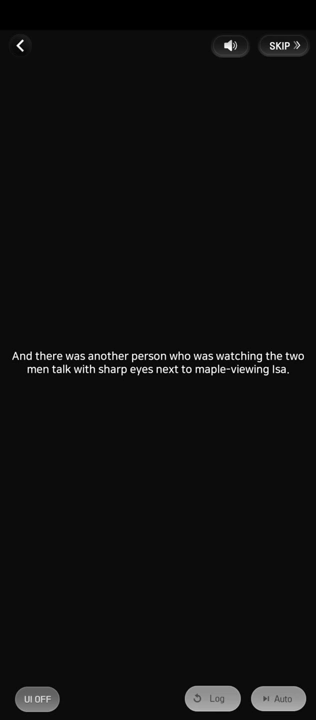 SKIP
And there was another person who was watching the two
men talk with sharp eyes next to maple-viewing Isa.
UI OFF
Log
Auto